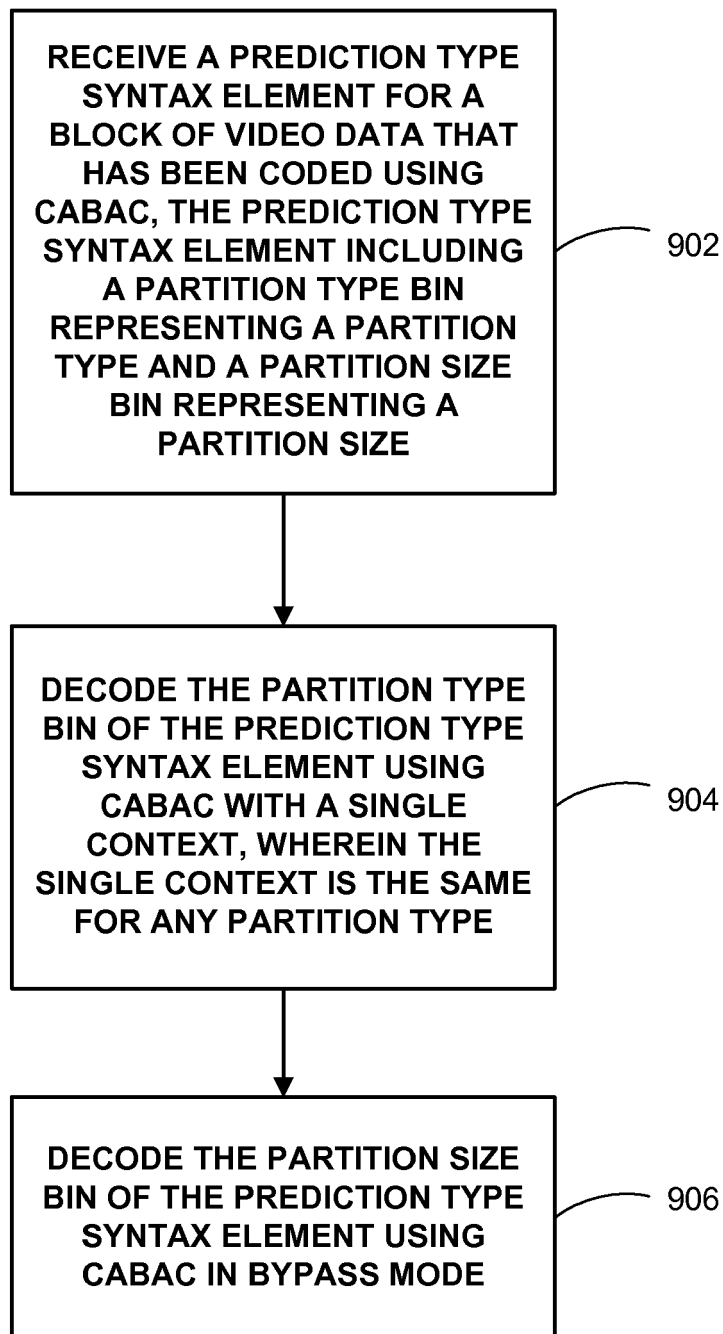 RECEIVE A PREDICTION TYPE
SYNTAX ELEMENT FOR A
BLOCK OF VIDEO DATA THAT
HAS BEEN CODED USING
CABAC, THE PREDICTION TYPE
SYNTAX ELEMENT INCLUDING
A PARTITION TYPE BIN
REPRESENTING A PARTITION
TYPE AND A PARTITION SIZE
BIN REPRESENTING A
PARTITION SIZE
902
DECODE THE PARTITION TYPE
BIN OF THE PREDICTION TYPE
SYNTAX ELEMENT USING
CABAC WITH A SINGLE
CONTEXT, WHEREIN THE
SINGLE CONTEXT IS THE SAME
FOR ANY PARTITION TYPE
904
DECODE THE PARTITION SIZE
BIN OF THE PREDICTION TYPE
SYNTAX ELEMENT USING
CABAC IN BYPASS MODE
906